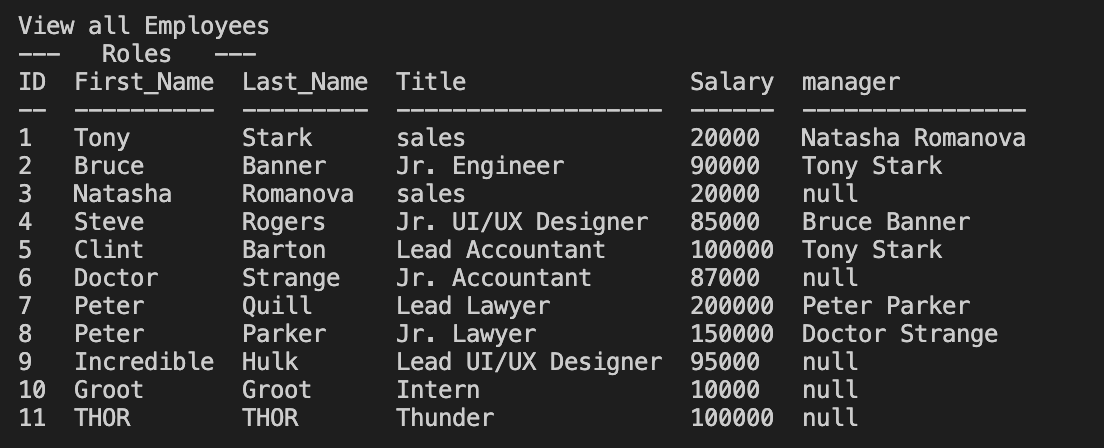 View all Employees
---   Roles   ---
ID  First_Name  Last_Name  Title                Salary  manager
--  ----------  ---------  -------------------  ------  ----------------
1   Tony        Stark      sales                20000   Natasha Romanova
2   Bruce       Banner     Jr. Engineer         90000   Tony Stark
3   Natasha     Romanova   sales                20000   null
4   Steve       Rogers     Jr. UI/UX Designer   85000   Bruce Banner
5   Clint       Barton     Lead Accountant      100000  Tony Stark
6   Doctor      Strange    Jr. Accountant       87000   null
7   Peter       Quill      Lead Lawyer          200000  Peter Parker
8   Peter       Parker     Jr. Lawyer           150000  Doctor Strange
9   Incredible  Hulk       Lead UI/UX Designer  95000   null
10  Groot       Groot      Intern               10000   null
11  THOR        THOR       Thunder              100000  null